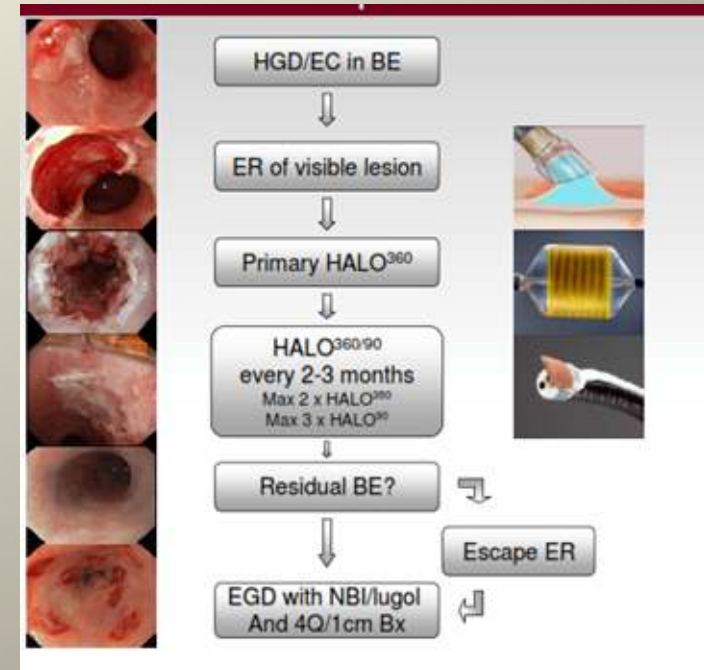 HGD/EC in BE
ER of visible lesion
Primary HALO360
HALO360/90
every 2-3 months
Max 2 x HALO360
Max 3 x HALO90
Residual BE?
Escape ER
EGD with NBI/lugol
And 4Q/1cm Bx